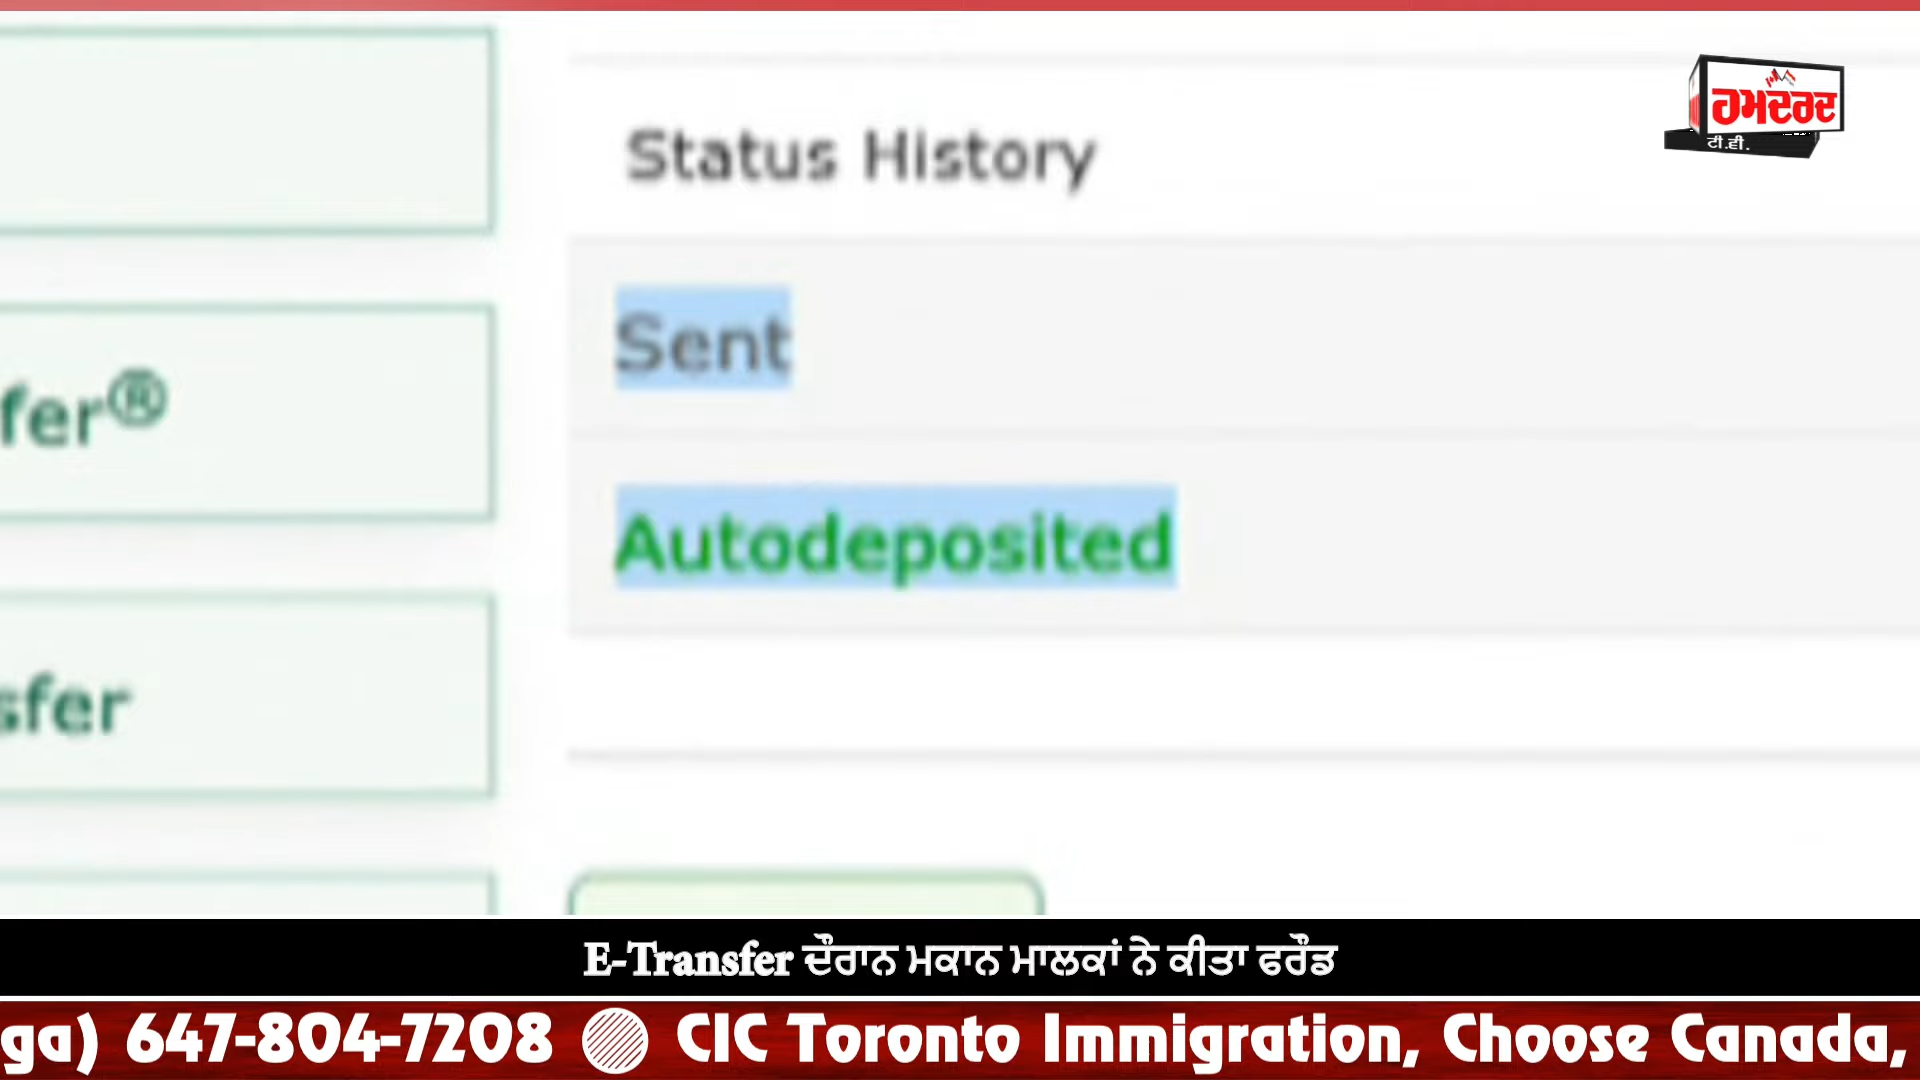 ਹਮਦਰਦ
ਟੀ.ਵੀ.
Status History
Sent
fer®
Autodeposited
sfer
E-Transfer ਦੌਰਾਨ ਮਕਾਨ ਮਾਲਕਾਂ ਨੇ ਕੀਤਾ ਫਰੌਡ
ga) 647-804-7208 CIC Toronto Immigration, Choose Canada,